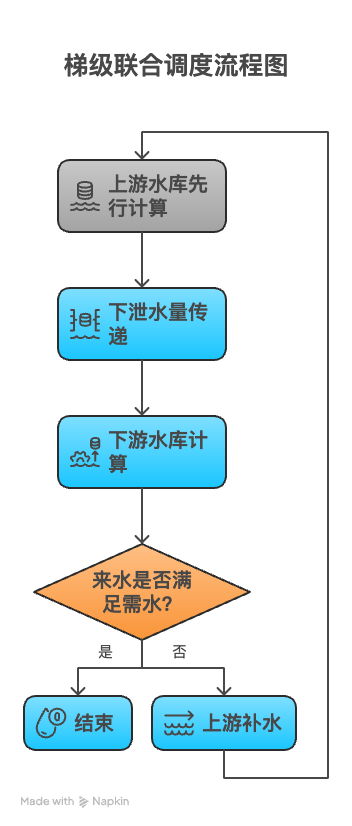 梯级联合调度流程图
上游水库先
行计算
下泄水量传
递
下游水库计
算
来水是否满
足需水?
是
否
结束
上游补水
Made with Napkin